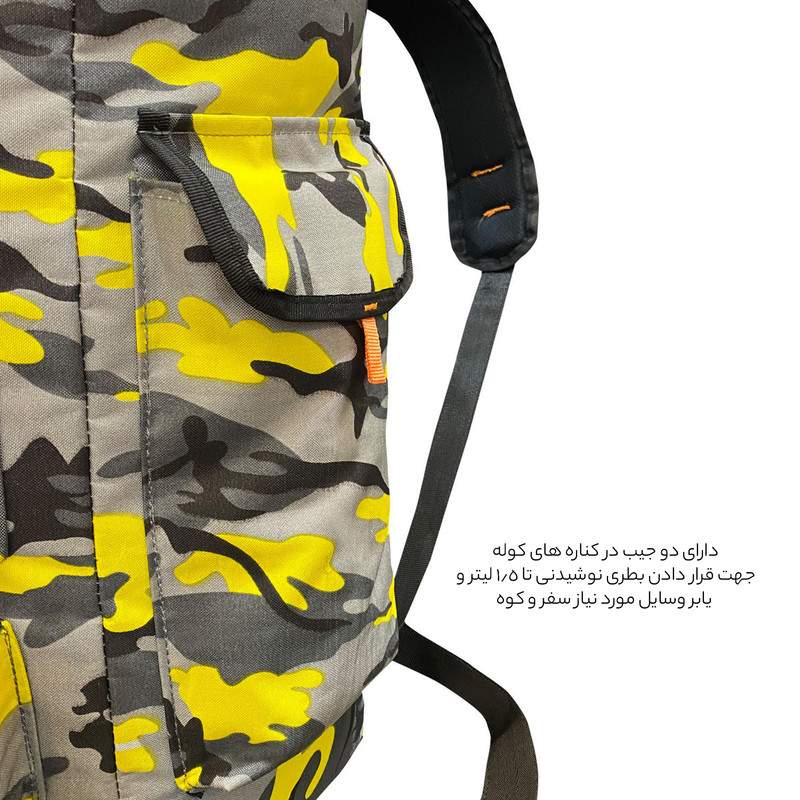 دارای دو جیب در کناره های کوله
جهت قرار دادن بطری نوشیدنی تا ۱٫۵ لیتر و
یابر وسایل مورد نیاز سفر و کوه